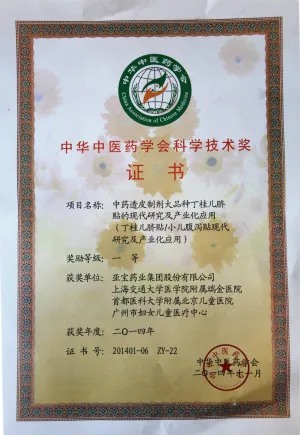 中华中医药学会
China Association of Chinese Medicine
中华中医药学会科学技术奖
证书
项目名称：中药透皮制剂大品种丁桂儿脐
贴的现代研究及产业化应用
（丁桂儿脐贴/小儿腹泻贴现代
研究及产业化应用）
奖励等级：一 等
获奖单位：亚宝药业集团股份有限公司
上海交通大学医学院附属瑞金医院
首都医科大学附属北京儿童医院
广州市妇女儿童医疗中心
获奖年度：二〇一四年
证 书 号：201401-06 ZY-22
中华中医药学会